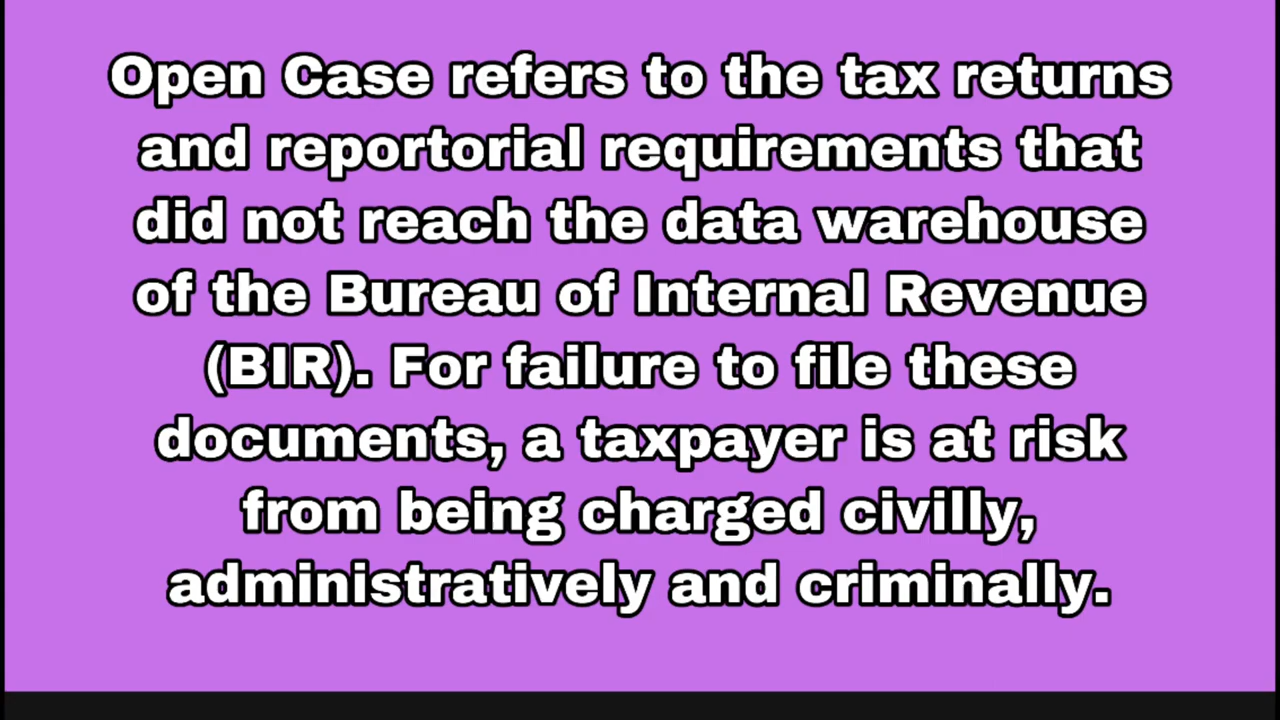 Open Case refers to the tax returns
and reportorial requirements that
did not reach the data warehouse
of the Bureau of Internal Revenue
(BIR). For failure to file these
documents, a taxpayer is at risk
from being charged civilly,
administratively and criminally.